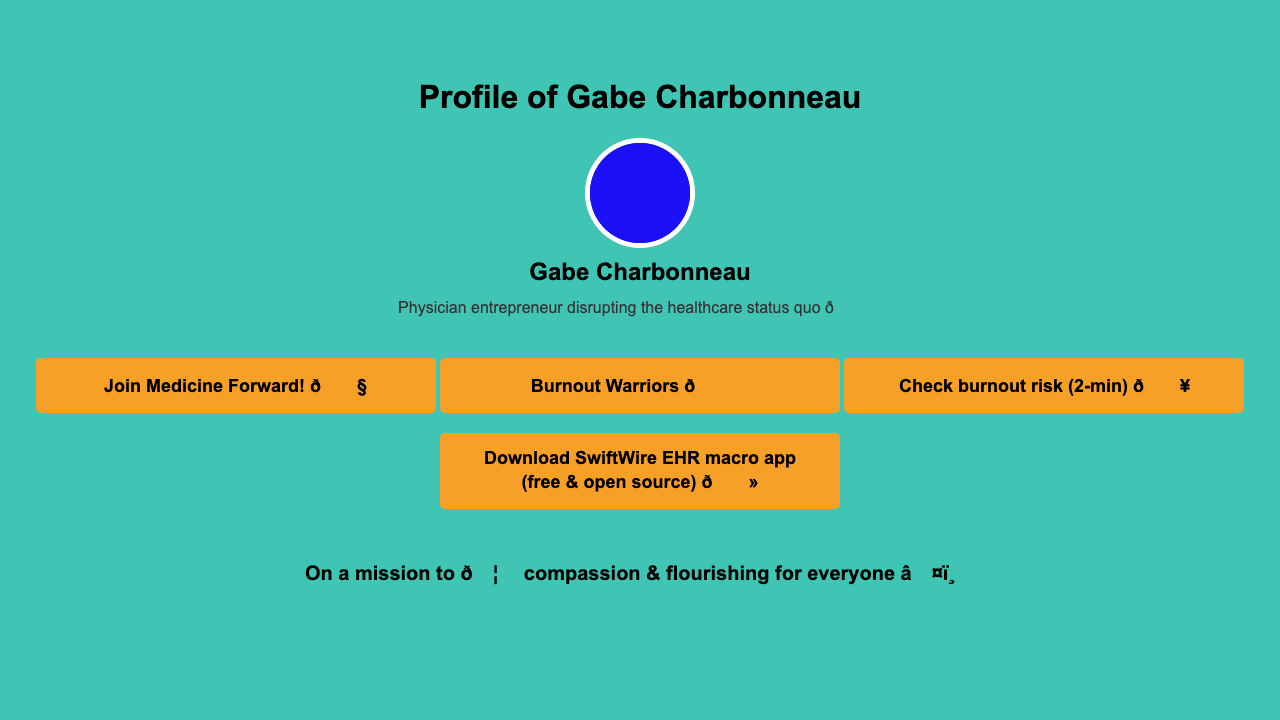 Profile of Gabe Charbonneau
Gabe Charbonneau
Physician entrepreneur disrupting the healthcare status quo ð
Join Medicine Forward! ð § 
Burnout Warriors ð
Check burnout risk (2-min) ð ¥
Download SwiftWire EHR macro app
(free & open source) ð »
On a mission to ð ¦ compassion & flourishing for everyone â ¤ï¸